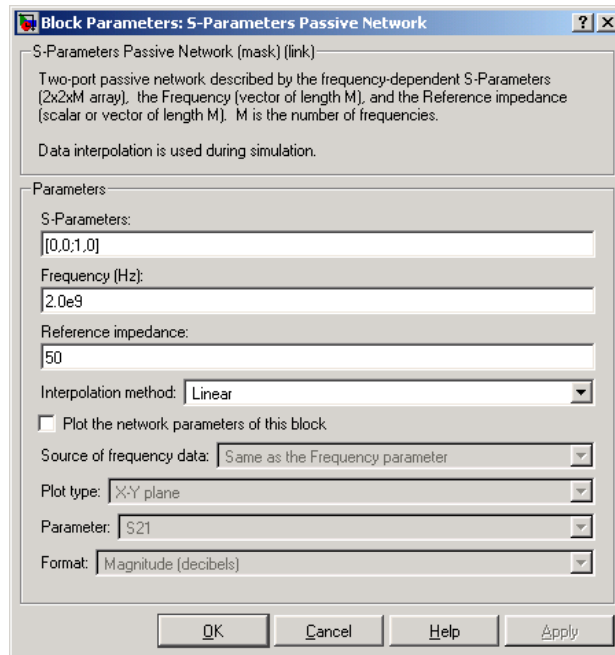 Block Parameters: S-Parameters Passive Network
S-Parameters Passive Network (mask) (link)
Two-port passive network described by the frequency-dependent S-Parameters
(2x2xM array), the Frequency (vector of length M), and the Reference impedance
(scalar or vector of length M). M is the number of frequencies.
Data interpolation is used during simulation.
Parameters
S-Parameters:
[0,0;1,0]
Frequency (Hz):
2.0e9
Reference impedance:
50
Interpolation method: Linear
Plot the network parameters of this block
Source of frequency data: Same as the Frequency parameter
Plot type: X-Y plane
Parameter: S21
Format: Magnitude (decibels)
OK Cancel Help Apply